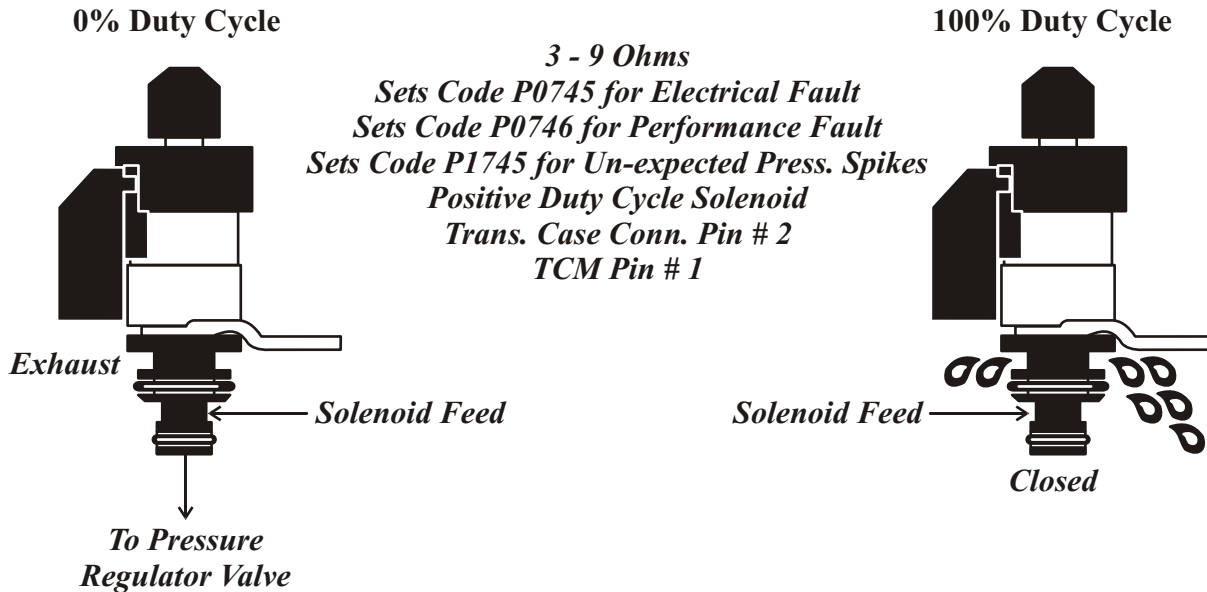 0% Duty Cycle
100% Duty Cycle
3 - 9 Ohms
Sets Code P0745 for Electrical Fault
Sets Code P0746 for Performance Fault
Sets Code P1745 for Un-expected Press. Spikes
Positive Duty Cycle Solenoid
Trans. Case Conn. Pin # 2
TCM Pin # 1
Exhaust
Solenoid Feed
To Pressure
Regulator Valve
Solenoid Feed
Closed